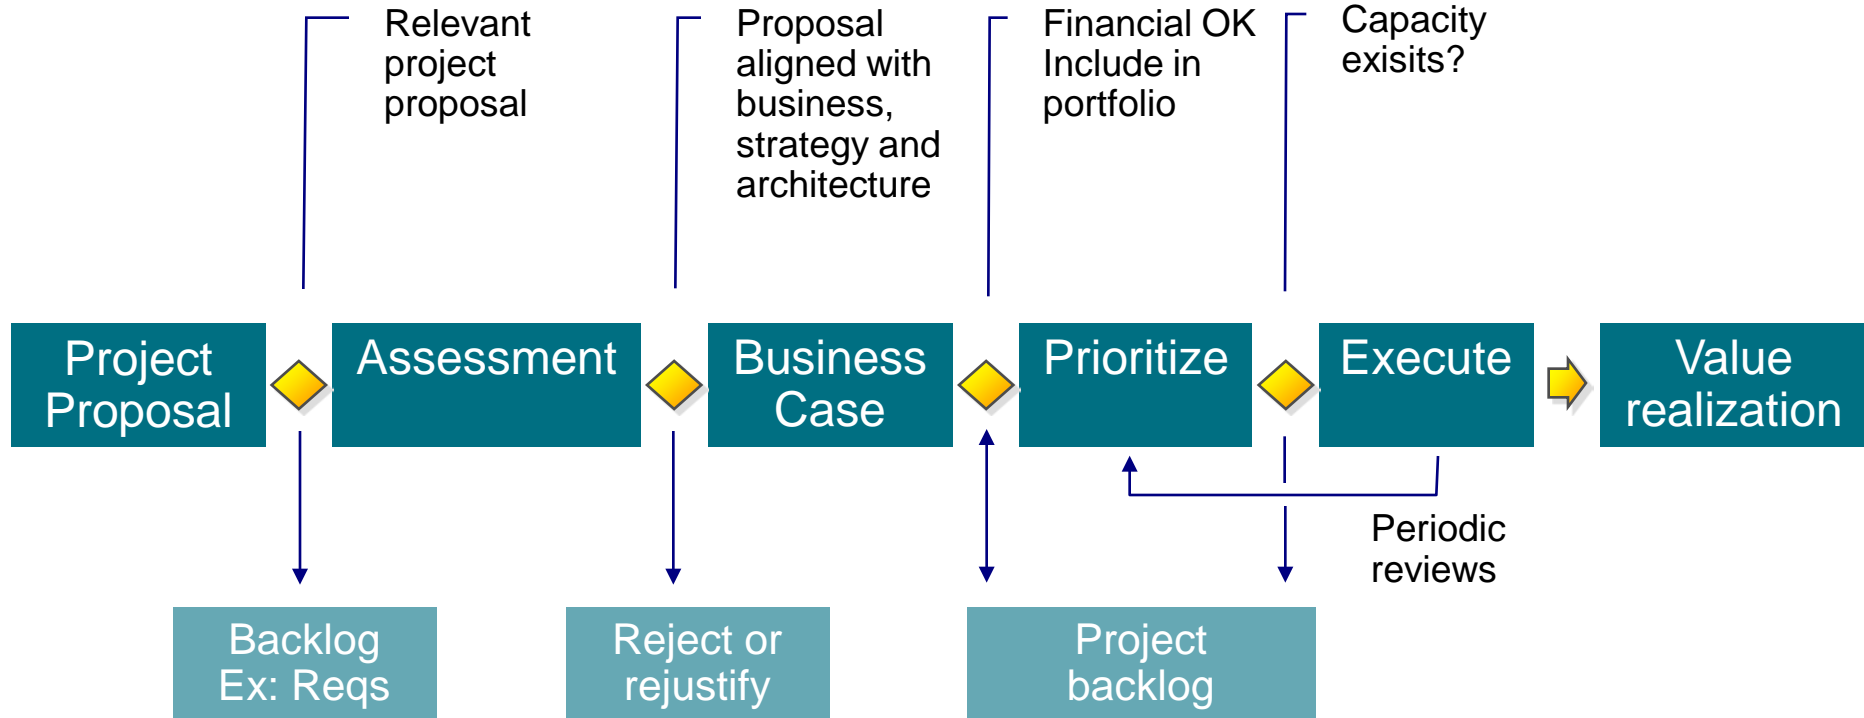 Relevant
project
proposal
Proposal
aligned with
business,
strategy and
architecture
Financial OK
Include in
portfolio
Capacity
exisits?
Project
Proposal
Assessment
Business
Case
Prioritize
Execute
Value
realization
Periodic
reviews
Backlog
Ex: Reqs
Reject or
rejustify
Project
backlog